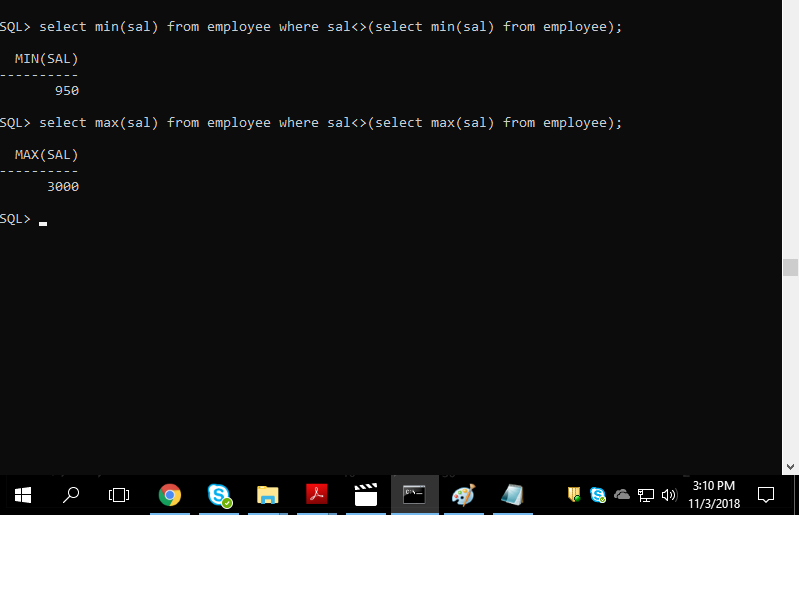 SQL> select min(sal) from employee where sal<>(select min(sal) from employee);
MIN(SAL)
----------
950
SQL> select max(sal) from employee where sal<>(select max(sal) from employee);
MAX(SAL)
----------
3000
SQL>
3:10 PM
11/3/2018